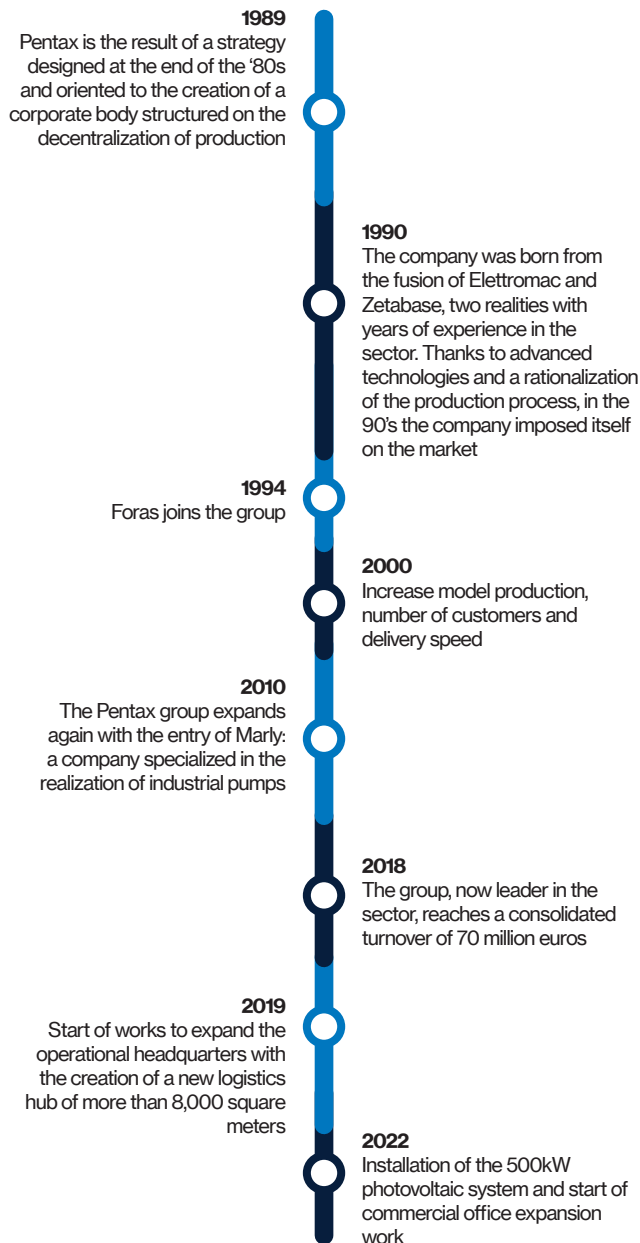 1989
Pentax is the result of a strategy
designed at the end of the ‘80s
and oriented to the creation of a
corporate body structured on the
decentralization of production
1990
The company was born from
the fusion of Elettromac and
Zetabase, two realities with
years of experience in the
sector. Thanks to advanced
technologies and a rationalization
of the production process, in the
90’s the company imposed itself
on the market
1994
Foras joins the group
2000
Increase model production,
number of customers and
delivery speed
2010
The Pentax group expands
again with the entry of Marly:
a company specialized in the
realization of industrial pumps
2018
The group, now leader in the
sector, reaches a consolidated
turnover of 70 million euros
2019
Start of works to expand the
operational headquarters with
the creation of a new logistics
hub of more than 8,000 square
meters
2022
Installation of the 500kW
photovoltaic system and start of
commercial office expansion
work